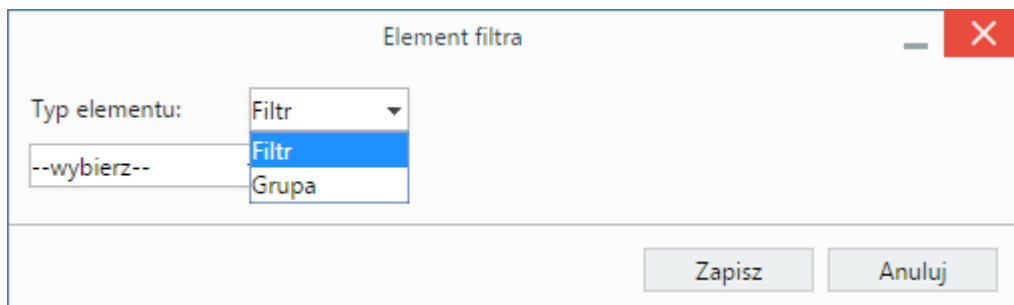 Element filtra
Typ elementu:
Filtr
Filtr
--wybierz--
Grupa
Zapisz
Anuluj